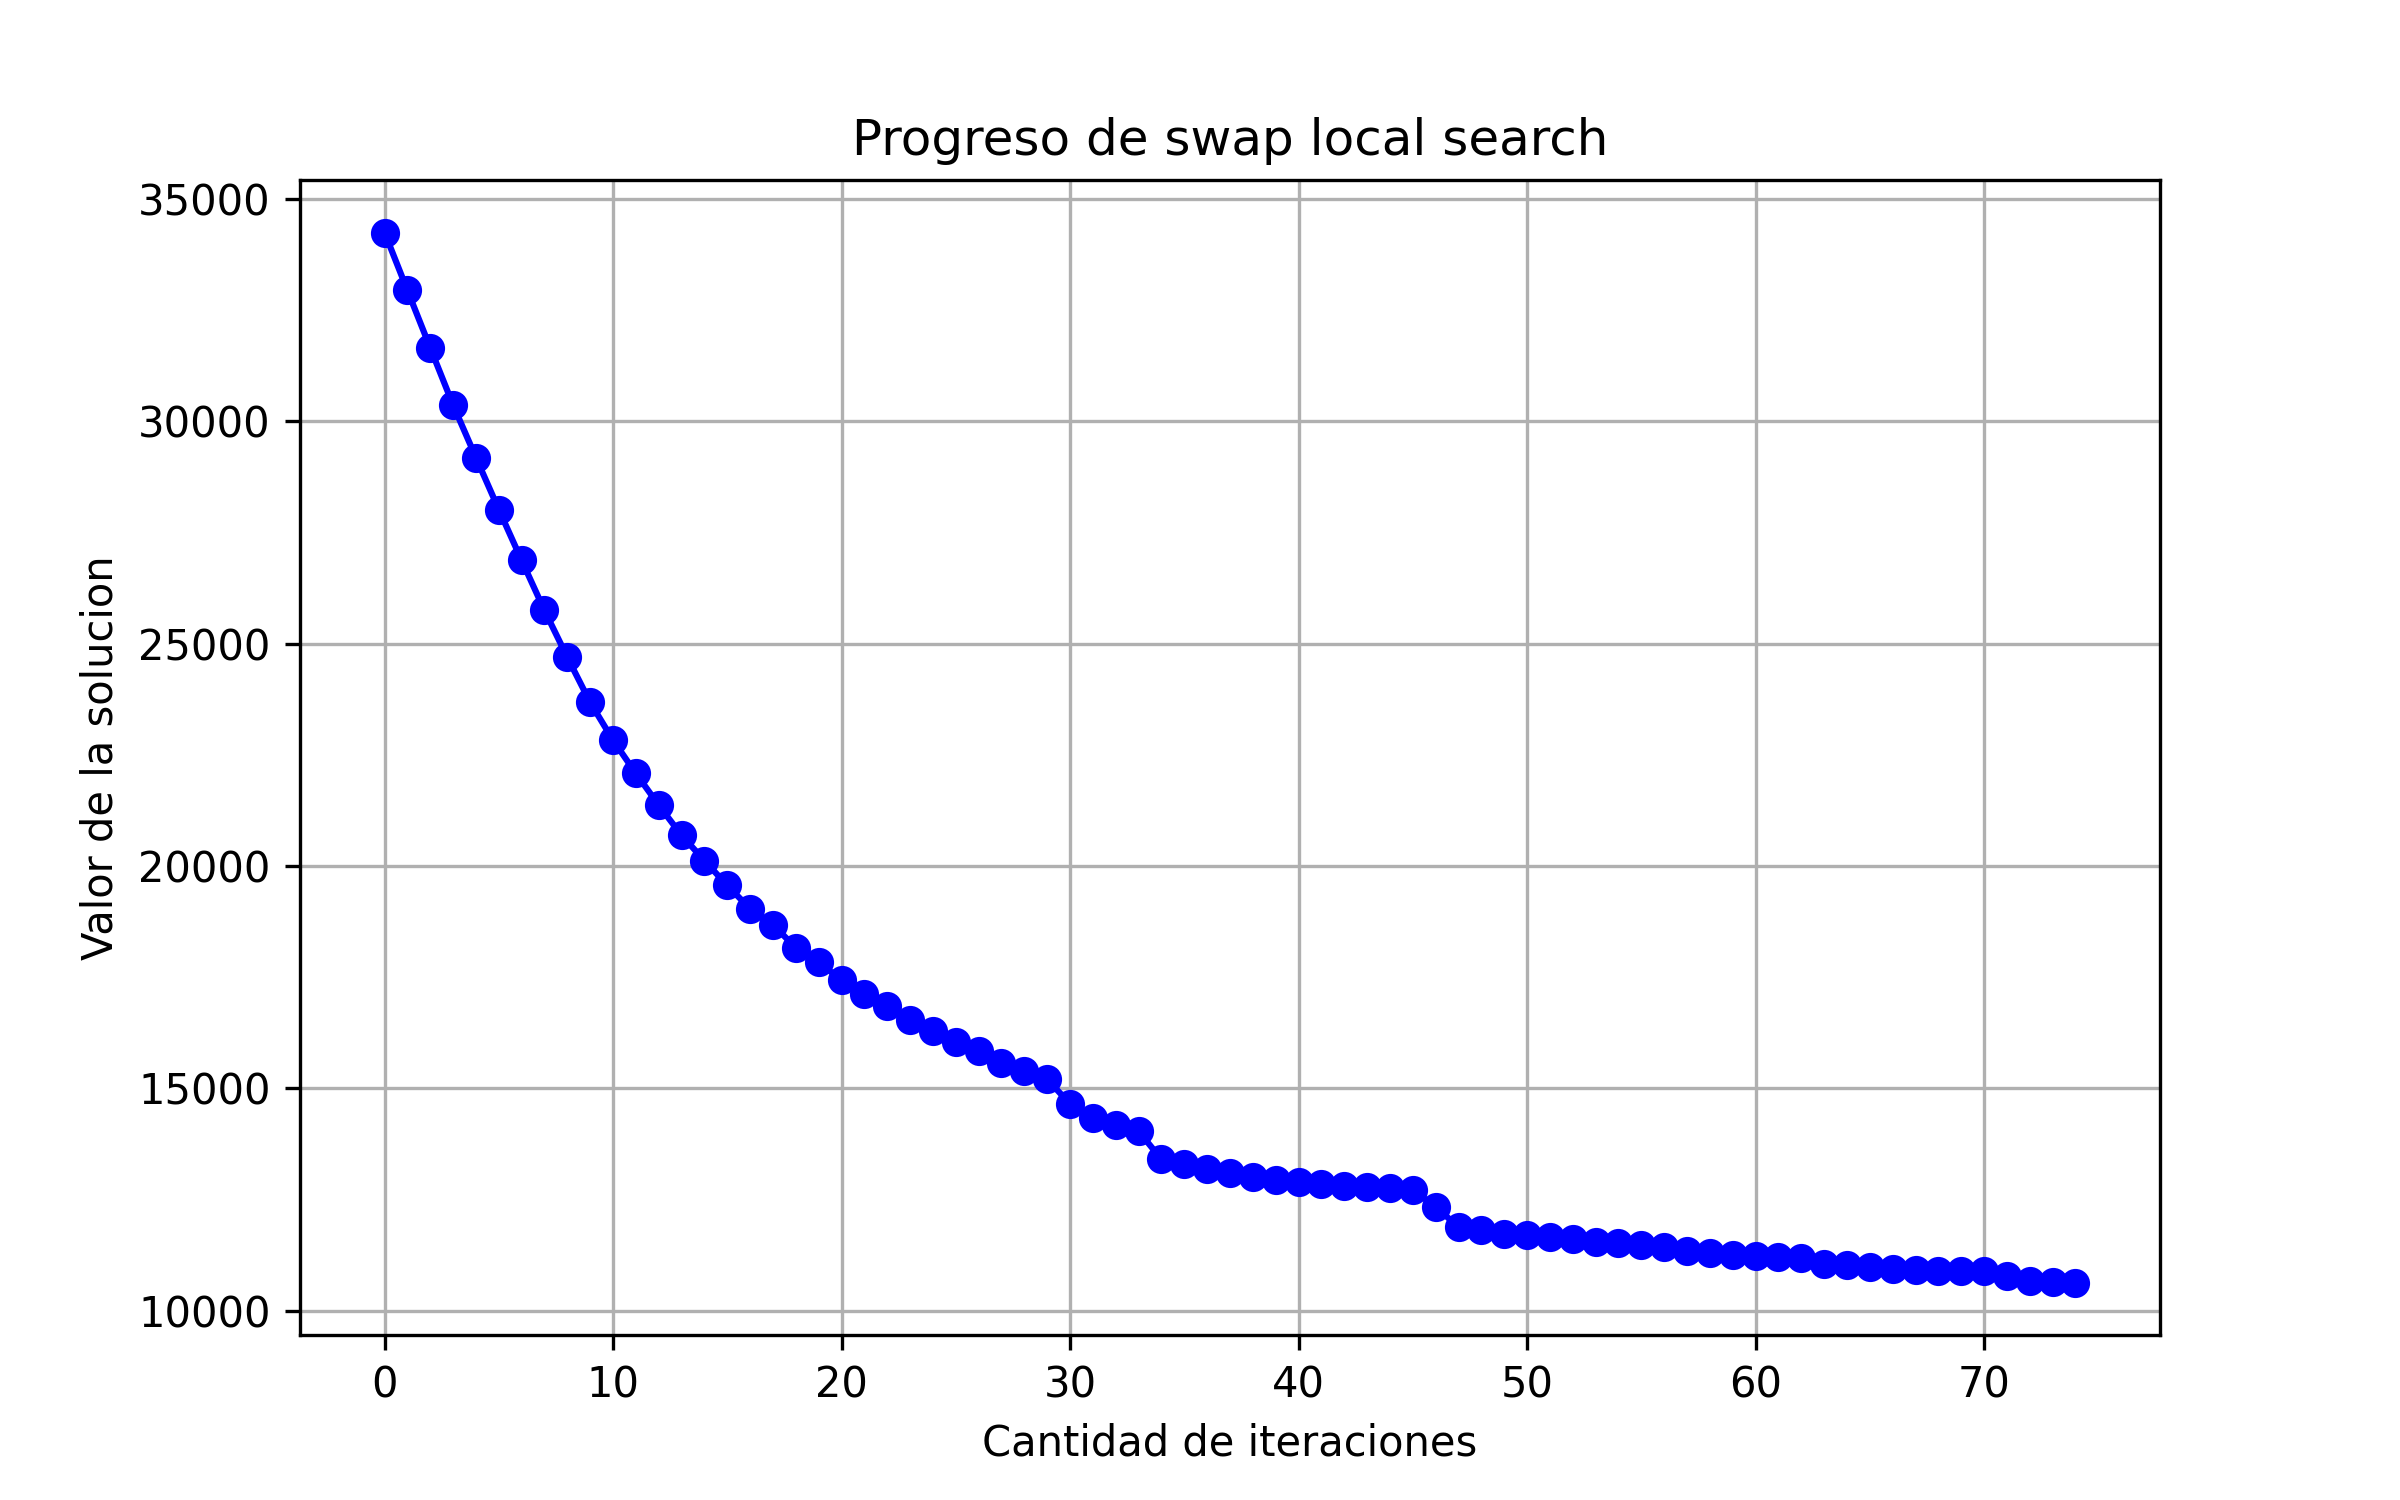 Progreso de swap local search
35000
30000
25000
20000
15000
10000
Valor de la solucion
0 10 20 30 40 50 60 70
Cantidad de iteraciones